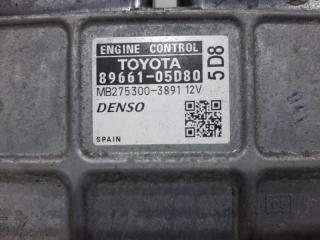 ENGINE CONTROL
TOYOTA
89661-05D80
5D8
MB275300-3891 12V
DENSO
SPAIN